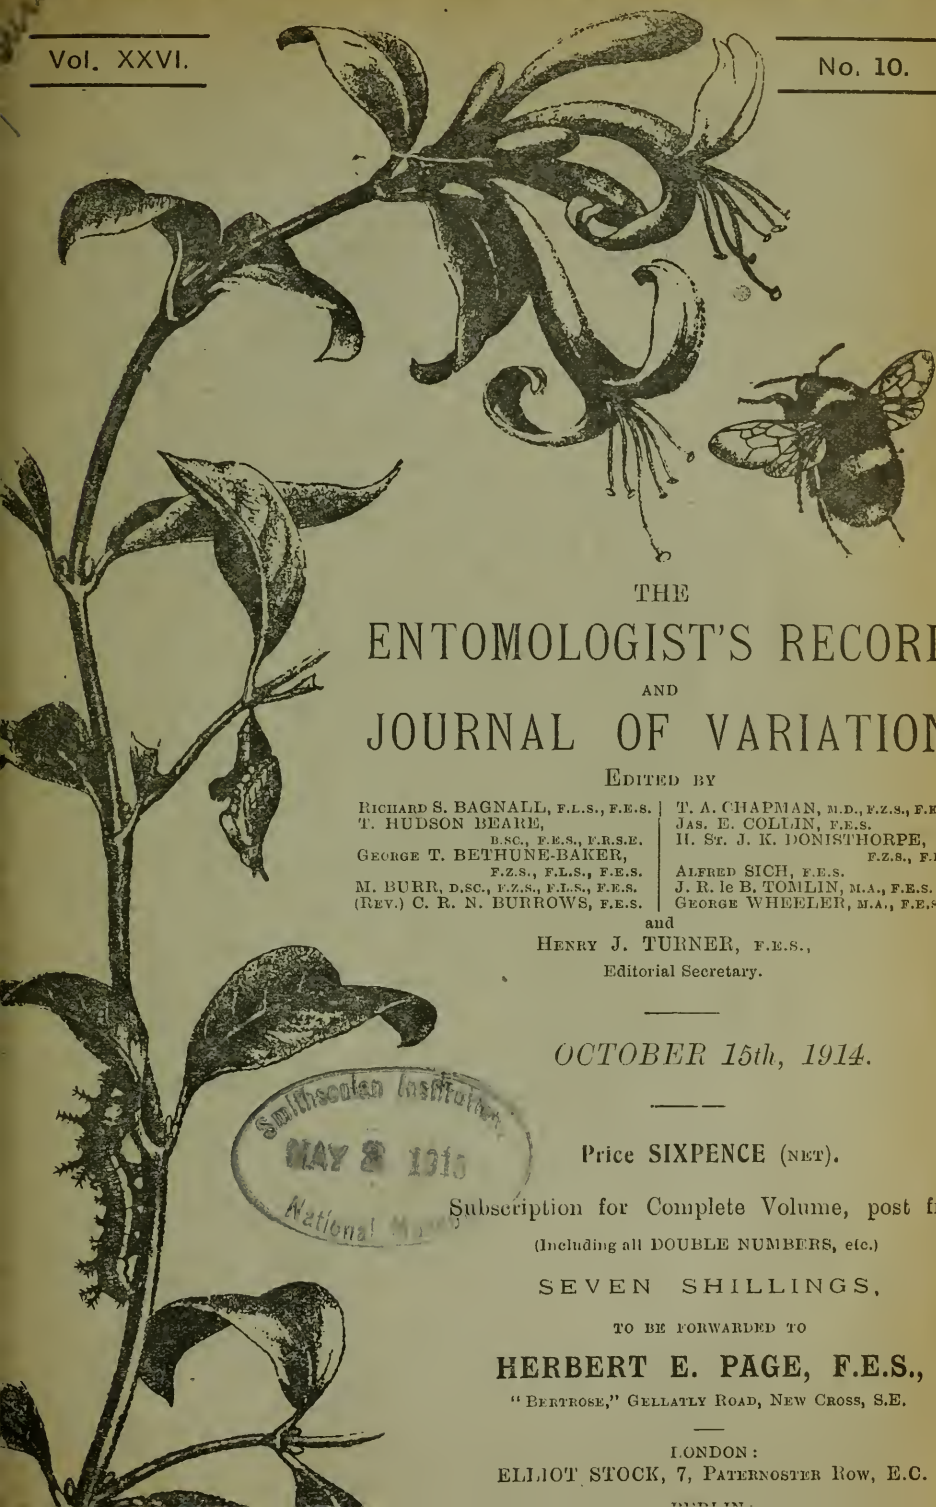 Vol. XXVI.
No. 10.
THE
ENTOMOLOGIST'S RECORD
AND
JOURNAL OF VARIATION
EDITED BY
RICHARD S. BAGNALL, F.L.S., F.E.S.
T. HUDSON BEARE,
B.SC., F.E.S., F.R.S.E.
GEORGE T. BETHUNE-BAKER,
F.Z.S., F.L.S., F.E.S.
M. BURR, D.SC., F.Z.S., F.L.S., F.E.S.
(REV.) C. R. N. BURROWS, F.E.S.
T. A. CHAPMAN, M.D., F.Z.S., F.E
JAS. E. COLLIN, F.E.S.
H. ST. J. K. DONISTHORPE,
F.Z.S., F.E
ALFRED SICH, F.E.S.
J. R. le B. TOMLIN, M.A., F.E.S.
GEORGE WHEELER, M.A., F.E.S
and
HENRY J. TURNER, F.E.S.,
Editorial Secretary.
OCTOBER 15th, 1914.
Smithsonian Institution
MAY 8 191
National
Price SIXPENCE (NET).
Subscription for Complete Volume, post f
(Including all DOUBLE NUMBERS, etc.)
SEVEN SHILLINGS,
TO BE FORWARDED TO
HERBERT E. PAGE, F.E.S.,
"BERTROSE," GELLATLY ROAD, NEW CROSS, S.E.
LONDON:
ELLIOT STOCK, 7, PATERNOSTER ROW, E.C.